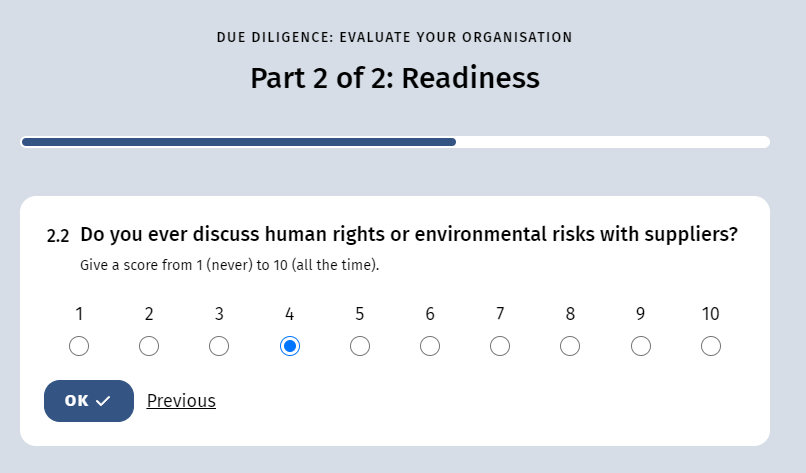 DUE DILIGENCE: EVALUATE YOUR ORGANISATION
Part 2 of 2: Readiness
2.2 Do you ever discuss human rights or environmental risks with suppliers?
Give a score from 1 (never) to 10 (all the time).
1 2 3 4 5 6 7 8 9 10
OK Previous